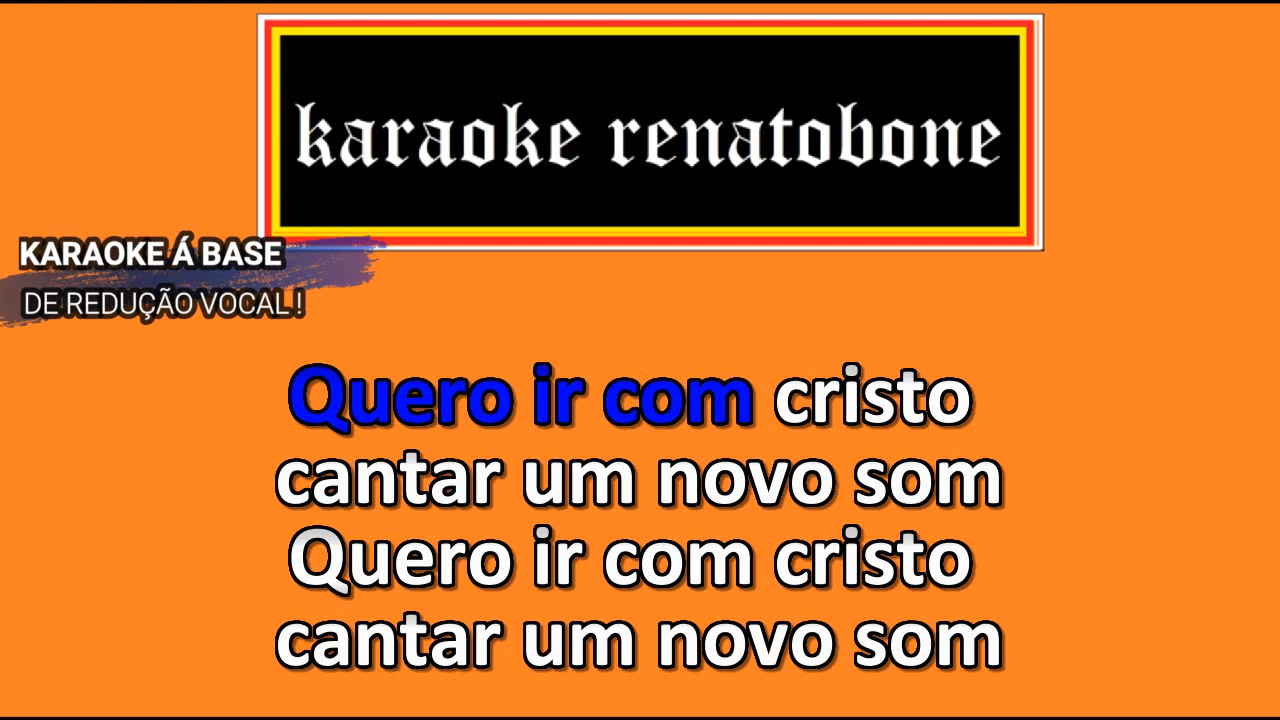 karaoke renatobone
KARAOKE Á BASE
DE REDUÇÃO VOCAL !
Quero ir com cristo
cantar um novo som
Quero ir com cristo
cantar um novo som